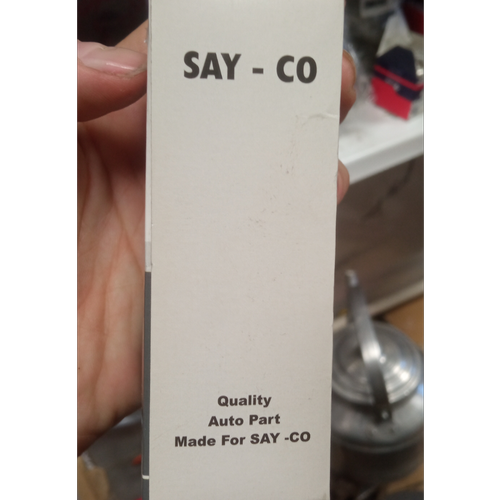 SAY - CO
Quality
Auto Part
Made For SAY -CO